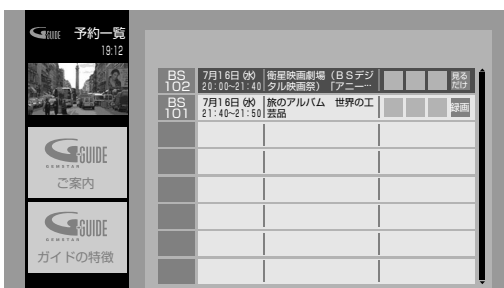 GGUIDE 予約一覧
19:12
GGUIDE
GEMSTAR
ご案内
GGUIDE
GEMSTAR
ガイドの特徴
BS 102 7月16日(水) 衛星映画劇場(BSデジ 見る
20:00~21:40 タル映画祭)「アニー… だけ
BS 101 7月16日(水) 旅のアルバム 世界の工 録画
21:40~21:50 芸品